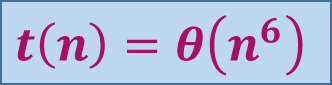 t(n) = θ(n⁶)